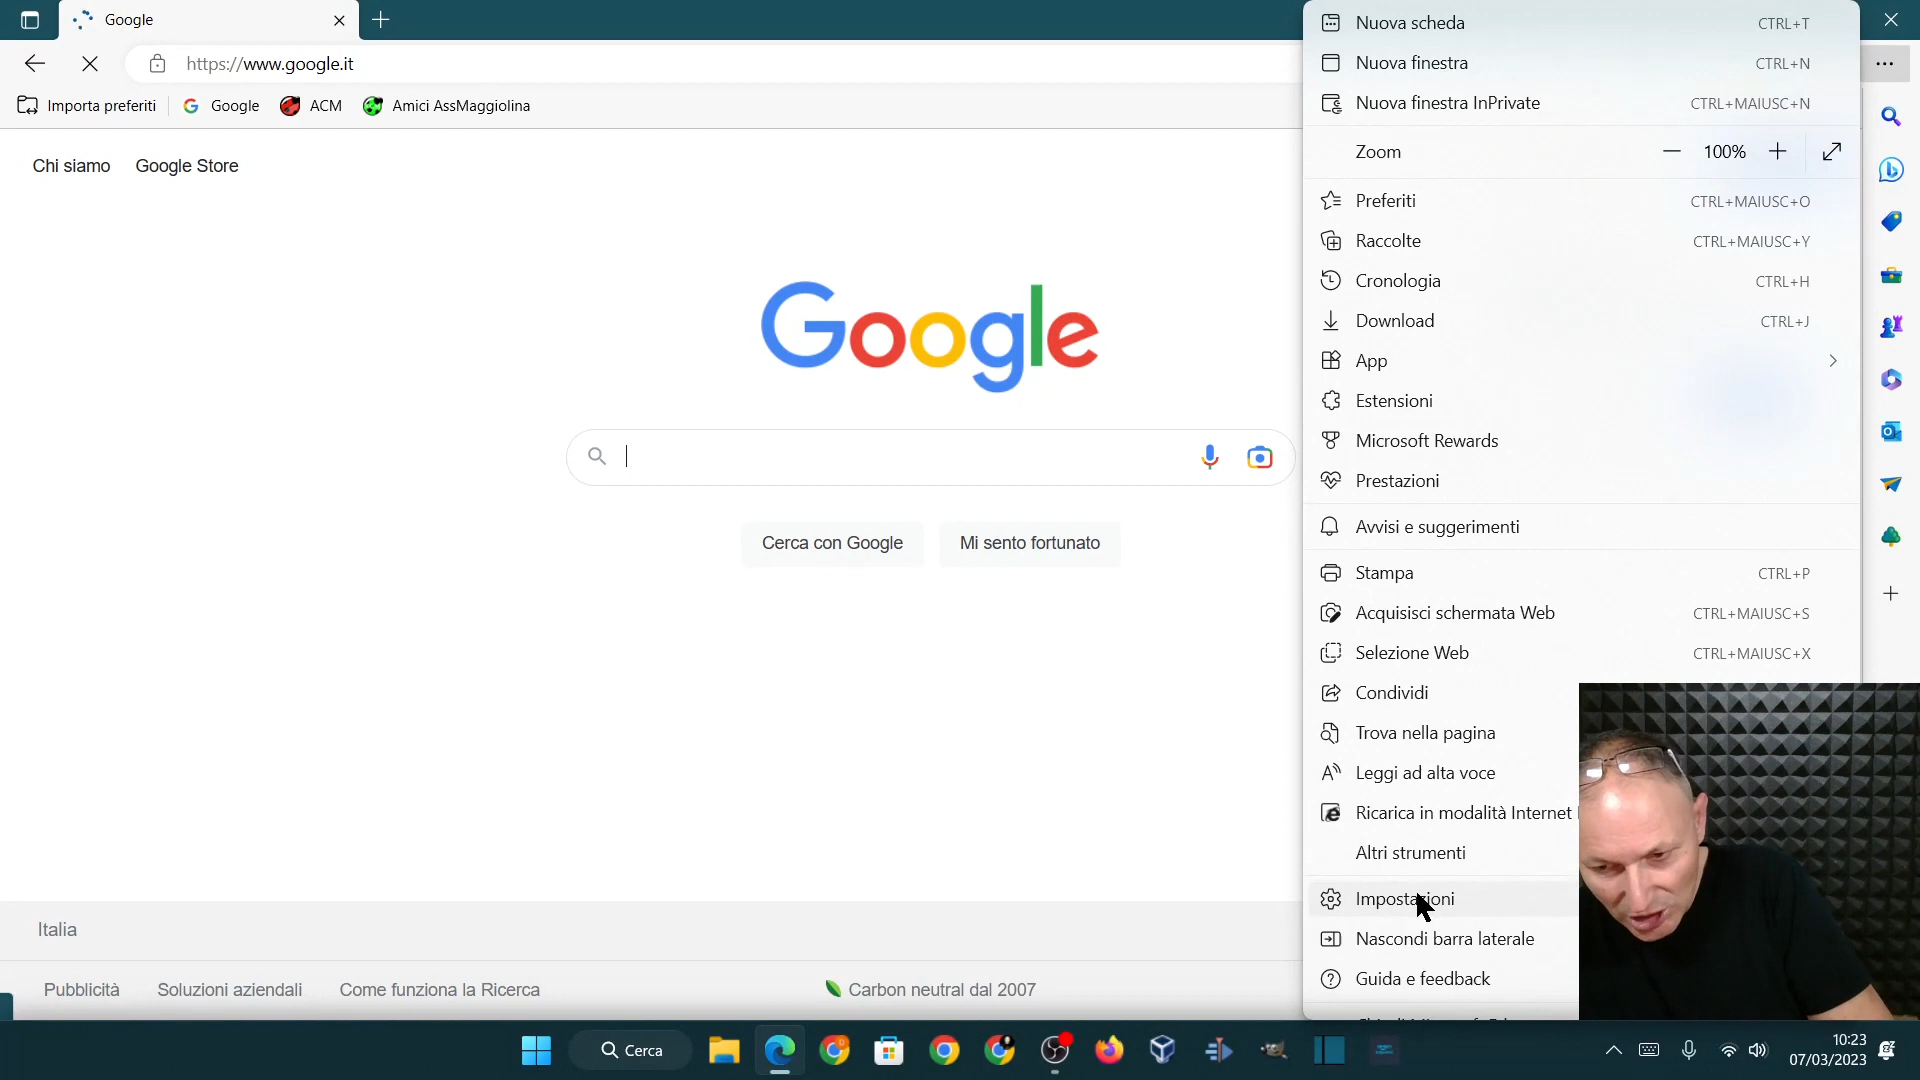 Google
https://www.google.it
Importa preferiti
Google
ACM
Amici AssMaggiolina
Chi siamo
Google Store
Google
Cerca con Google
Mi sento fortunato
Italia
Pubblicità
Soluzioni aziendali
Come funziona la Ricerca
Carbon neutral dal 2007
Nuova scheda CTRL+T
Nuova finestra CTRL+N
Nuova finestra InPrivate CTRL+MAIUSC+N
Zoom 100%
Preferiti CTRL+MAIUSC+O
Raccolte CTRL+MAIUSC+Y
Cronologia CTRL+H
Download CTRL+J
App
Estensioni
Microsoft Rewards
Prestazioni
Avvisi e suggerimenti
Stampa CTRL+P
Acquisisci schermata Web CTRL+MAIUSC+S
Selezione Web CTRL+MAIUSC+X
Condividi
Trova nella pagina
Leggi ad alta voce
Ricarica in modalità Internet
Altri strumenti
Impostazioni
Nascondi barra laterale
Guida e feedback
Cerca
10:23
07/03/2023